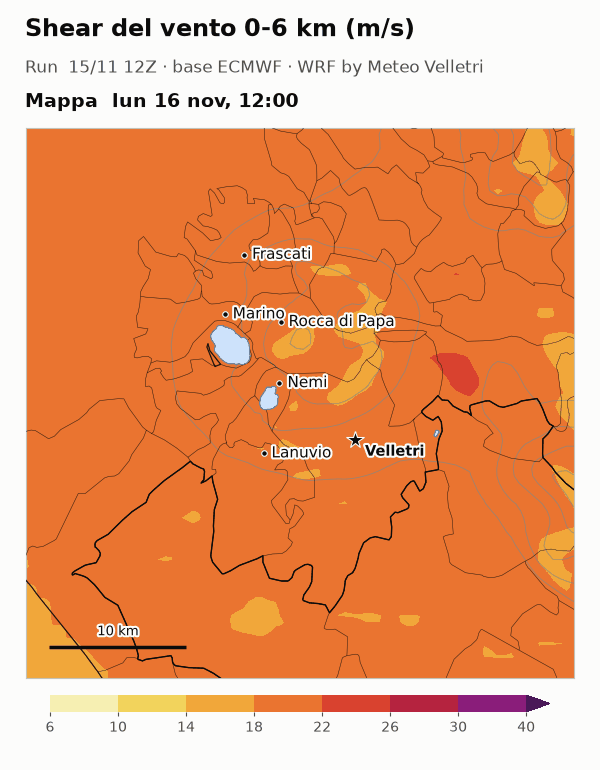 Shear del vento 0-6 km (m/s)
Run 15/11 12Z · base ECMWF · WRF by Meteo Velletri
Mappa lun 16 nov, 12:00
Frascati
Marino
Rocca di Papa
Nemi
Velletri
Lanuvio
10 km
6 10 14 18 22 26 30 40